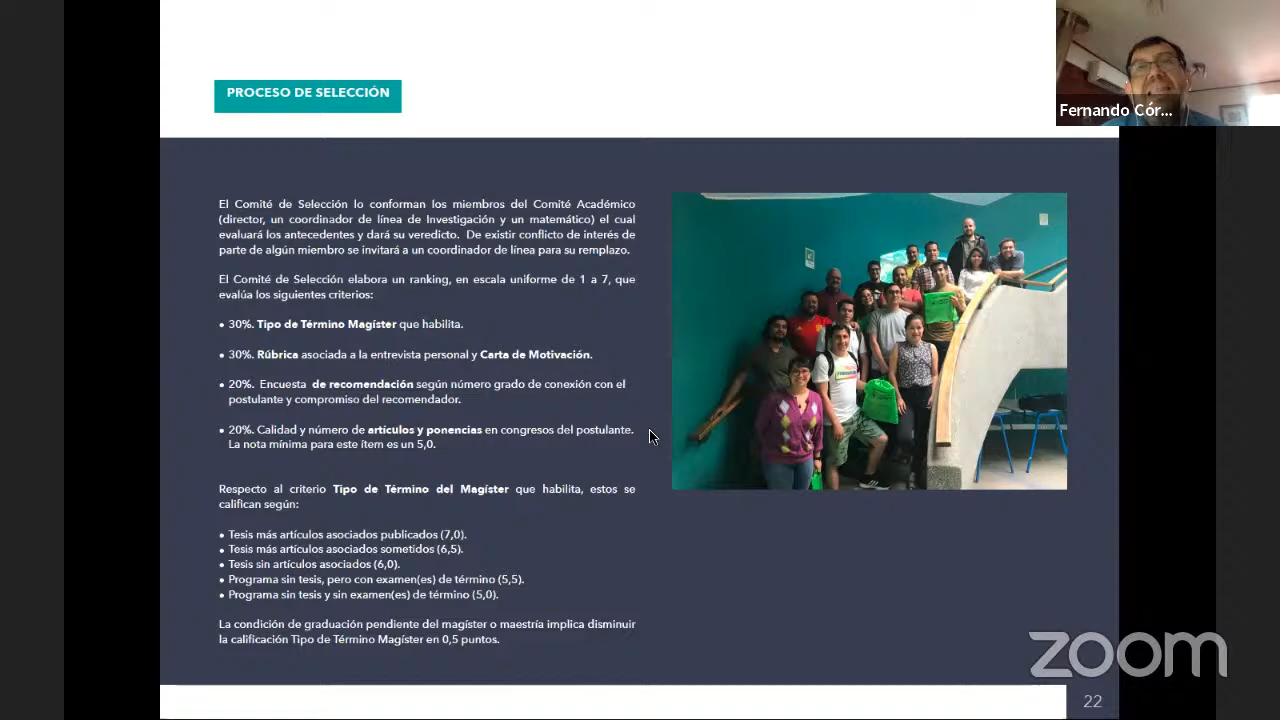 PROCESO DE SELECCIÓN
Fernando Cór...
El Comité de Selección lo conforman los miembros del Comité Académico
(director, un coordinador de línea de Investigación y un matemático) el cual
evaluará los antecedentes y dará su veredicto. De existir conflicto de interés de
parte de algún miembro se invitará a un coordinador de línea para su remplazo.
El Comité de Selección elabora un ranking, en escala uniforme de 1 a 7, que
evalúa los siguientes criterios:
• 30%. Tipo de Término Magíster que habilita.
• 30%. Rúbrica asociada a la entrevista personal y Carta de Motivación.
• 20%. Encuesta de recomendación según número grado de conexión con el
postulante y compromiso del recomendador.
• 20%. Calidad y número de artículos y ponencias en congresos del postulante.
La nota mínima para este ítem es un 5,0.
Respecto al criterio Tipo de Término del Magíster que habilita, estos se
califican según:
• Tesis más artículos asociados publicados (7,0).
• Tesis más artículos asociados sometidos (6,5).
• Tesis sin artículos asociados (6,0).
• Programa sin tesis, pero con examen(es) de término (5,5).
• Programa sin tesis y sin examen(es) de término (5,0).
La condición de graduación pendiente del magíster o maestría implica disminuir
la calificación Tipo de Término Magíster en 0,5 puntos.
zoom
22